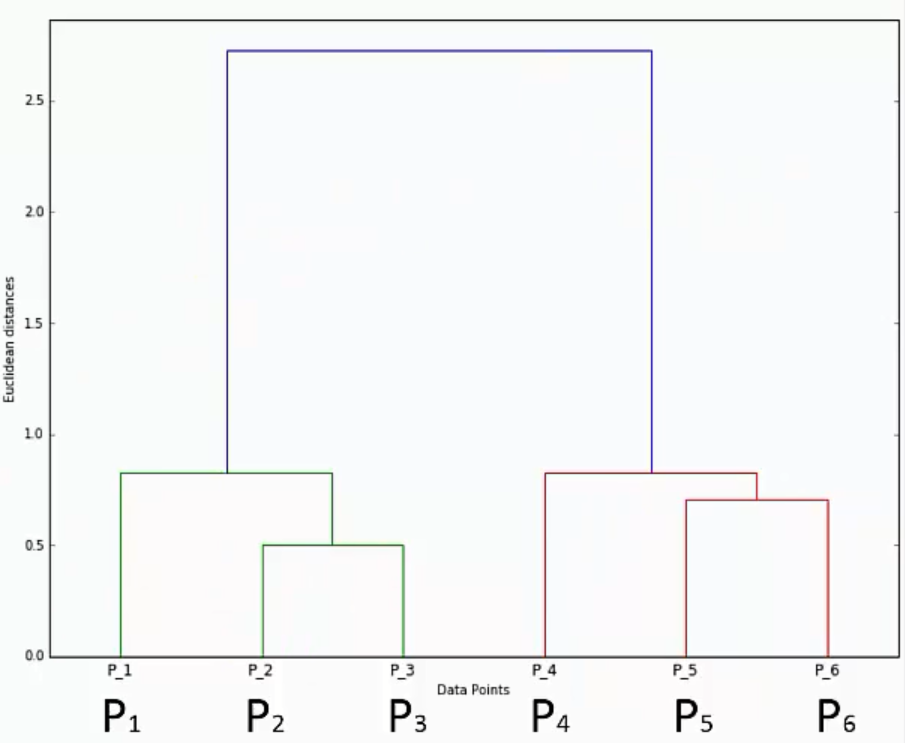 2.5
2.0
1.5
1.0
0.5
0.0
Euclidean distances
P_1 P_2 P_3 P_4 P_5 P_6
Data Points
P₁ P₂ P₃ P₄ P₅ P₆